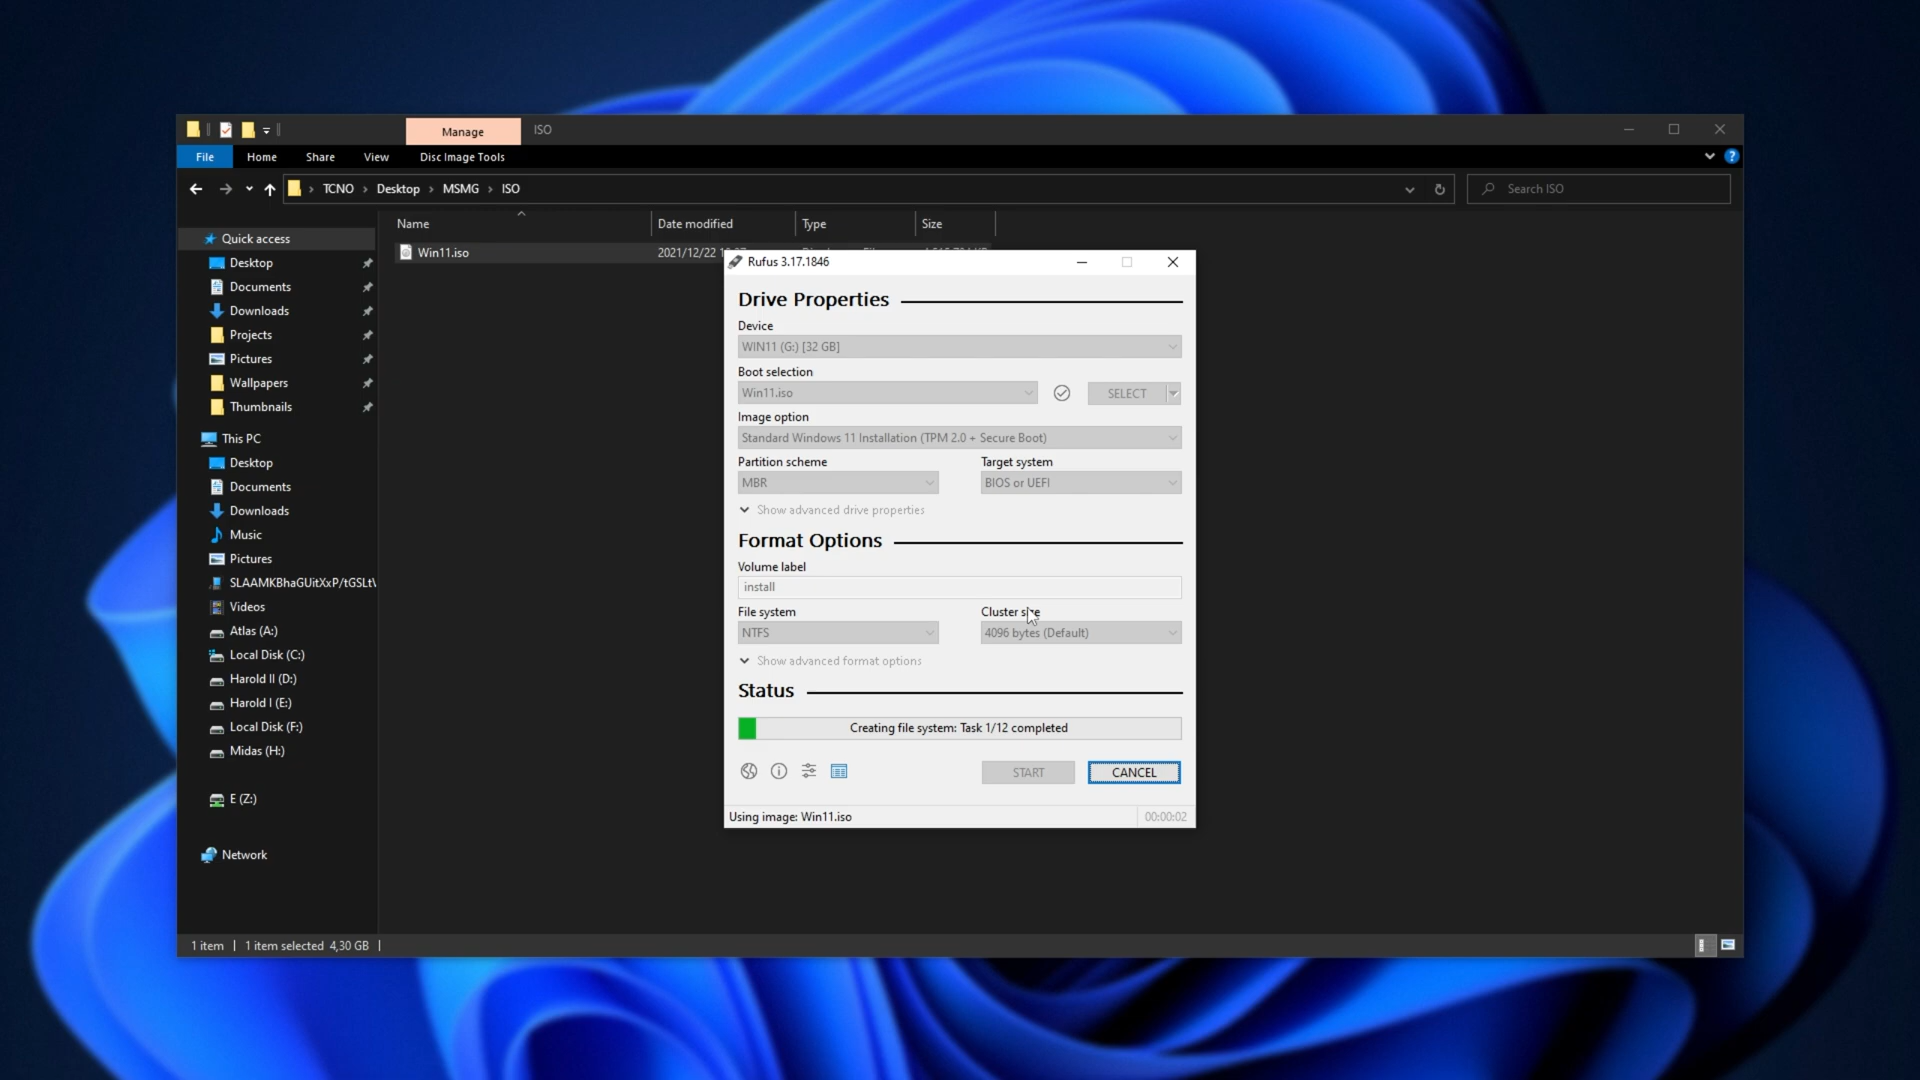 Manage
ISO
File
Home
Share
View
Disc Image Tools
TCNO
Desktop
MSMG
ISO
Search ISO
Name
Date modified
Type
Size
Quick access
Desktop
Documents
Downloads
Projects
Pictures
Wallpapers
Thumbnails
This PC
Desktop
Documents
Downloads
Music
Pictures
SLAAMKBhaGUitXxP/tGSLt\
Videos
Atlas (A:)
Local Disk (C:)
Harold II (D:)
Harold I (E:)
Local Disk (F:)
Midas (H:)
E (Z:)
Network
Win11.iso
2021/12/22
Rufus 3.17.1846
Drive Properties
Device
WIN11 (G:) [32 GB]
Boot selection
Win11.iso
SELECT
Image option
Standard Windows 11 Installation (TPM 2.0 + Secure Boot)
Partition scheme
Target system
MBR
BIOS or UEFI
Show advanced drive properties
Format Options
Volume label
install
File system
Cluster size
NTFS
4096 bytes (Default)
Show advanced format options
Status
Creating file system: Task 1/12 completed
START
CANCEL
Using image: Win11.iso
00:00:02
1 item
1 item selected 4,30 GB